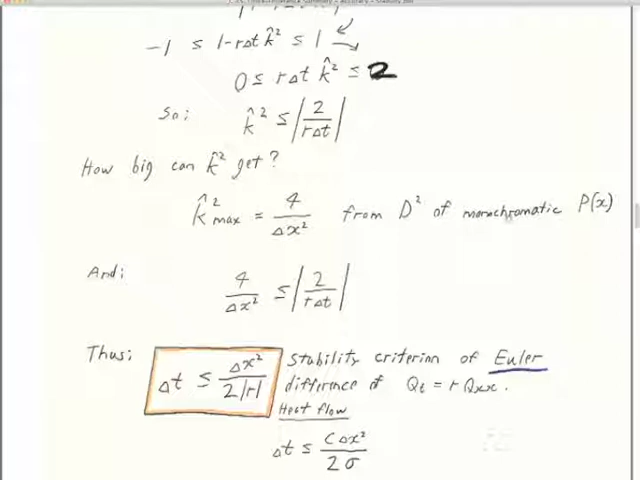 -1 ≤ 1-rΔt k̂² ≤ 1
0 ≤ rΔt k̂² ≤ 2
So: k̂² ≤ |2/rΔt|
How big can k̂² get?
k̂²max = 4/Δx² from D² of monochromatic P(x)
And: 4/Δx² ≤ |2/rΔt|
Thus: Δt ≤ Δx²/2|r| Stability criterion of Euler
difference of Qt = r Qxx.
Heat flow
Δt ≤ CΔx²/2σ